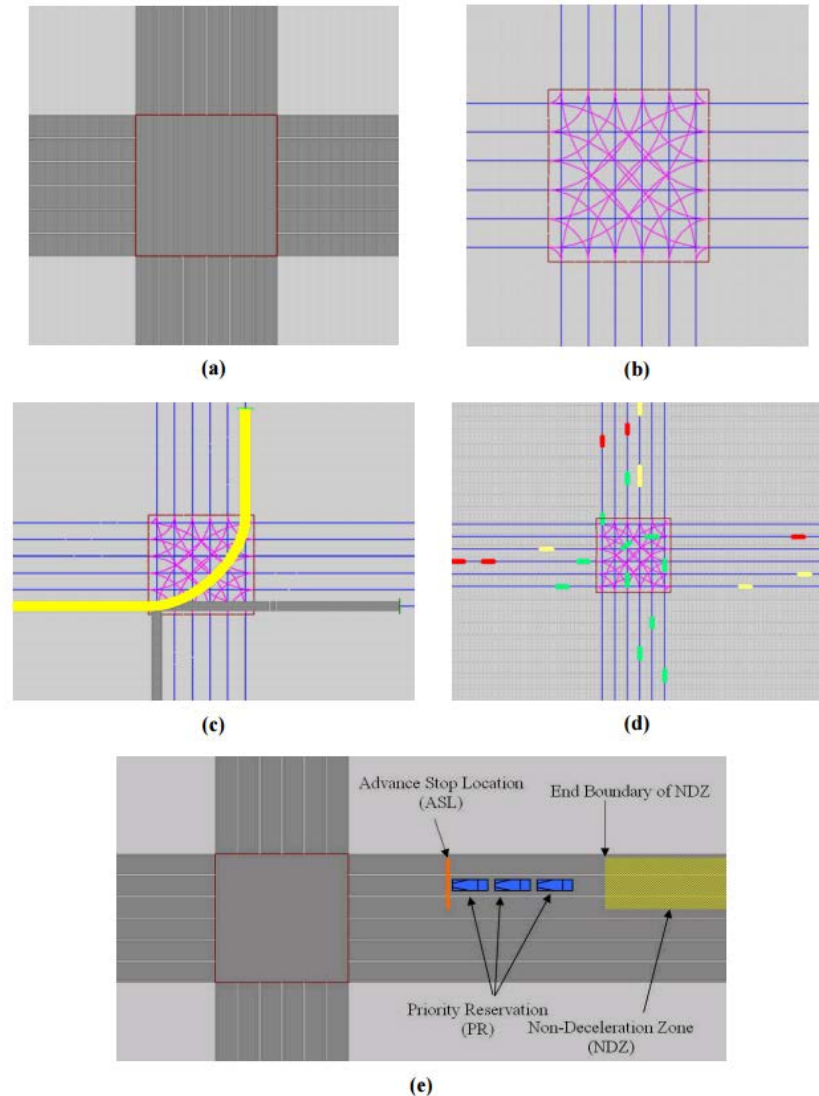 (a)
(b)
(c)
(d)
Advance Stop Location
(ASL)
End Boundary of NDZ
Priority Reservation
(PR)
Non-Deceleration Zone
(NDZ)
(e)